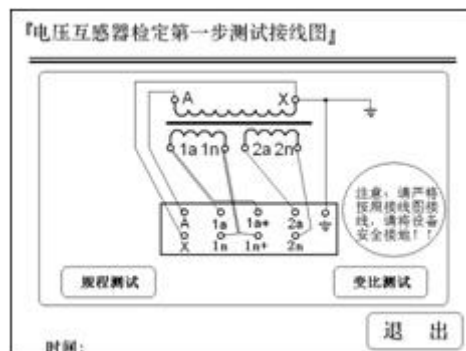 『电压互感器检定第一步测试接线图』
A X
1a 1n 2a 2n
A 1a 1a* 2a
X 1n 1n* 2n
注意：请严格
按照接线图接
线，请将设备
安全接地！！
规程测试 变比测试
退 出
时间：